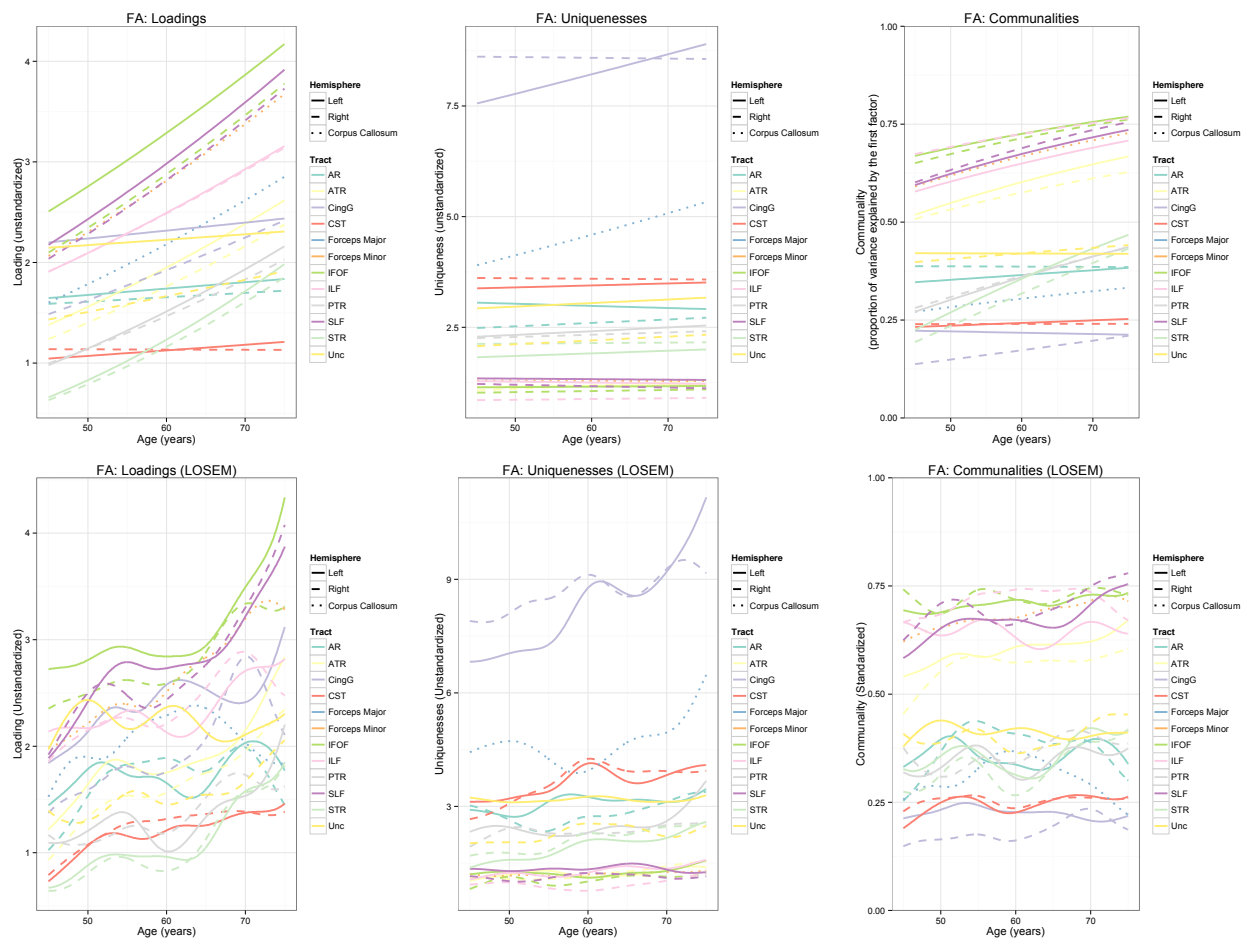 FA: Loadings
4
3
2
1
50
60
70
Age (years)
Loading (unstandardized)
Hemisphere
Left
Right
Corpus Callosum
Tract
AR
ATR
CingG
CST
Forceps Major
Forceps Minor
IFOF
ILF
PTR
SLF
STR
Unc
FA: Uniquenesses
7.5
5.0
2.5
50
60
70
Age (years)
Uniqueness (unstandardized)
Hemisphere
Left
Right
Corpus Callosum
Tract
AR
ATR
CingG
CST
Forceps Major
Forceps Minor
IFOF
ILF
PTR
SLF
STR
Unc
FA: Communalities
1.00
0.75
0.50
0.25
0.00
50
60
70
Age (years)
Communality
(proportion of variance explained by the first factor)
Hemisphere
Left
Right
Corpus Callosum
Tract
AR
ATR
CingG
CST
Forceps Major
Forceps Minor
IFOF
ILF
PTR
SLF
STR
Unc
FA: Loadings (LOSEM)
4
3
2
1
50
60
70
Age (years)
Loading (Unstandardized)
Hemisphere
Left
Right
Corpus Callosum
Tract
AR
ATR
CingG
CST
Forceps Major
Forceps Minor
IFOF
ILF
PTR
SLF
STR
Unc
FA: Uniquenesses (LOSEM)
9
6
3
50
60
70
Age (years)
Uniquenesses (Unstandardized)
Hemisphere
Left
Right
Corpus Callosum
Tract
AR
ATR
CingG
CST
Forceps Major
Forceps Minor
IFOF
ILF
PTR
SLF
STR
Unc
FA: Communalities (LOSEM)
1.00
0.75
0.50
0.25
0.00
50
60
70
Age (years)
Communality (Standardized)
Hemisphere
Left
Right
Corpus Callosum
Tract
AR
ATR
CingG
CST
Forceps Major
Forceps Minor
IFOF
ILF
PTR
SLF
STR
Unc